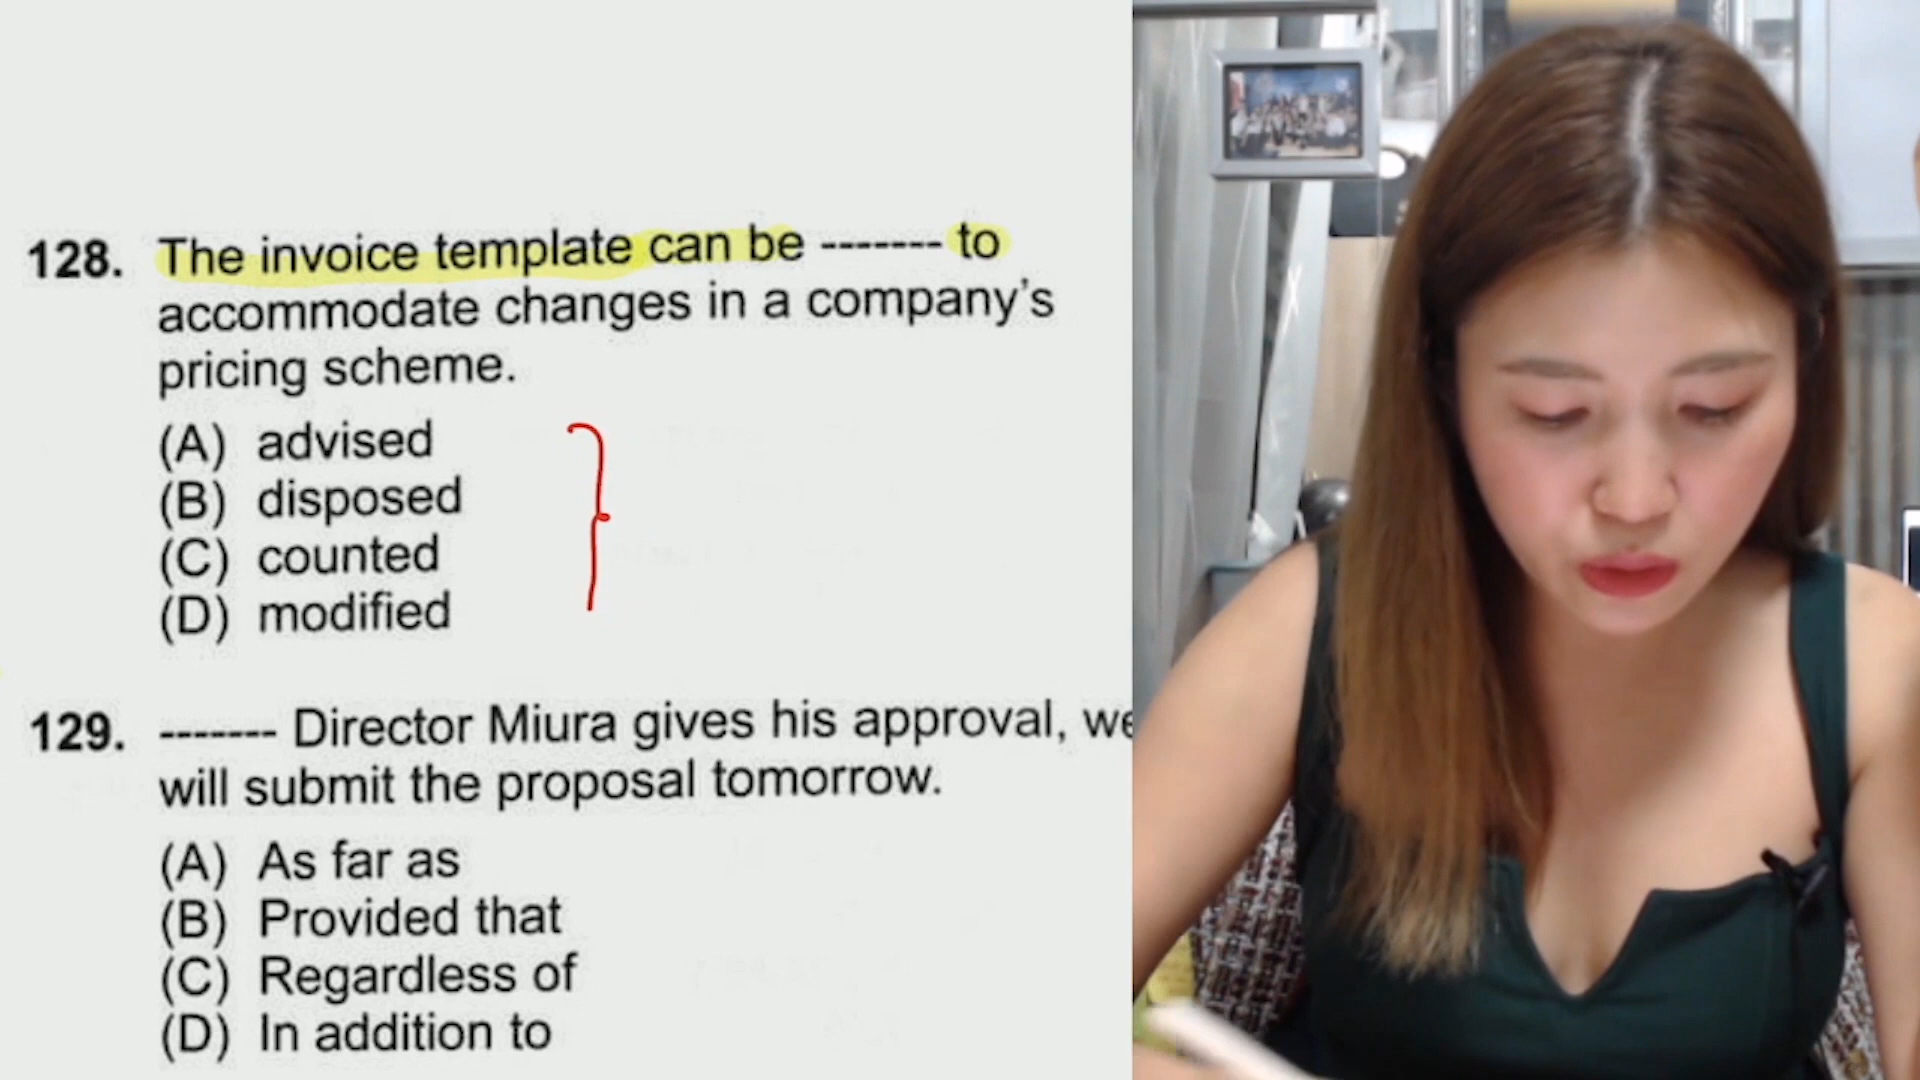 128. The invoice template can be ------- to
accommodate changes in a company's
pricing scheme.
(A) advised
(B) disposed
(C) counted
(D) modified
129. ------- Director Miura gives his approval, we
will submit the proposal tomorrow.
(A) As far as
(B) Provided that
(C) Regardless of
(D) In addition to